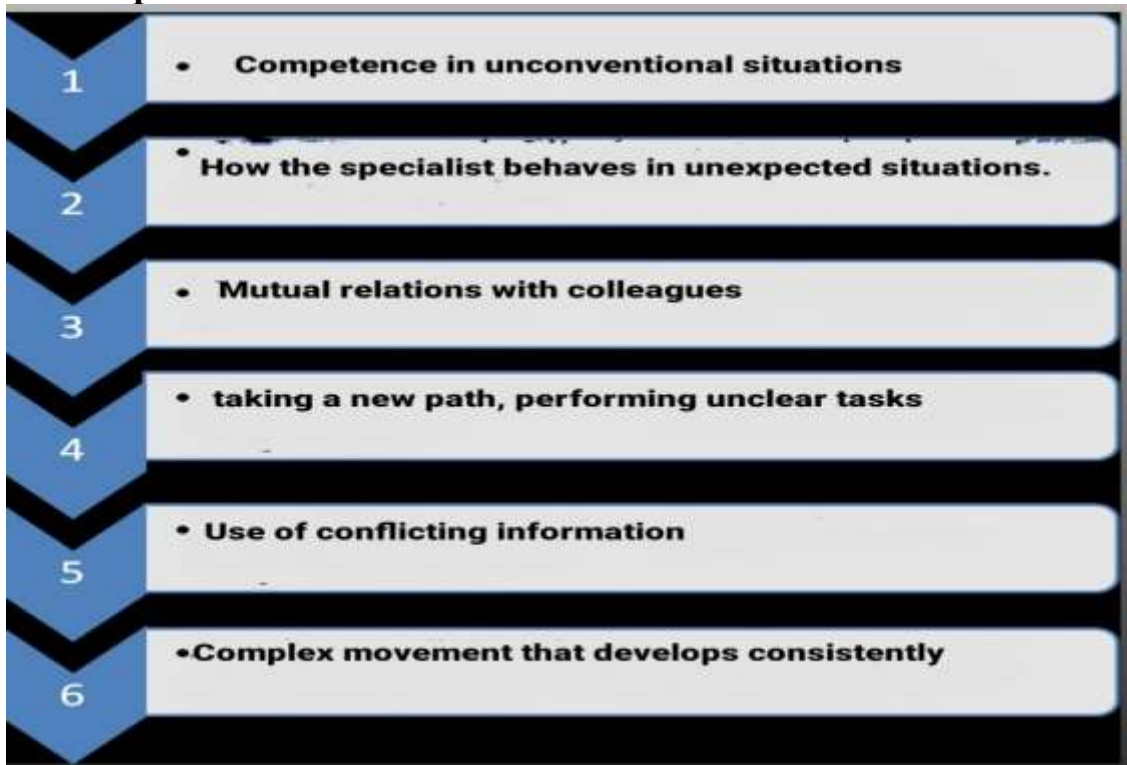 1
• Competence in unconventional situations
2
• How the specialist behaves in unexpected situations.
3
• Mutual relations with colleagues
4
• taking a new path, performing unclear tasks
5
• Use of conflicting information
6
•Complex movement that develops consistently